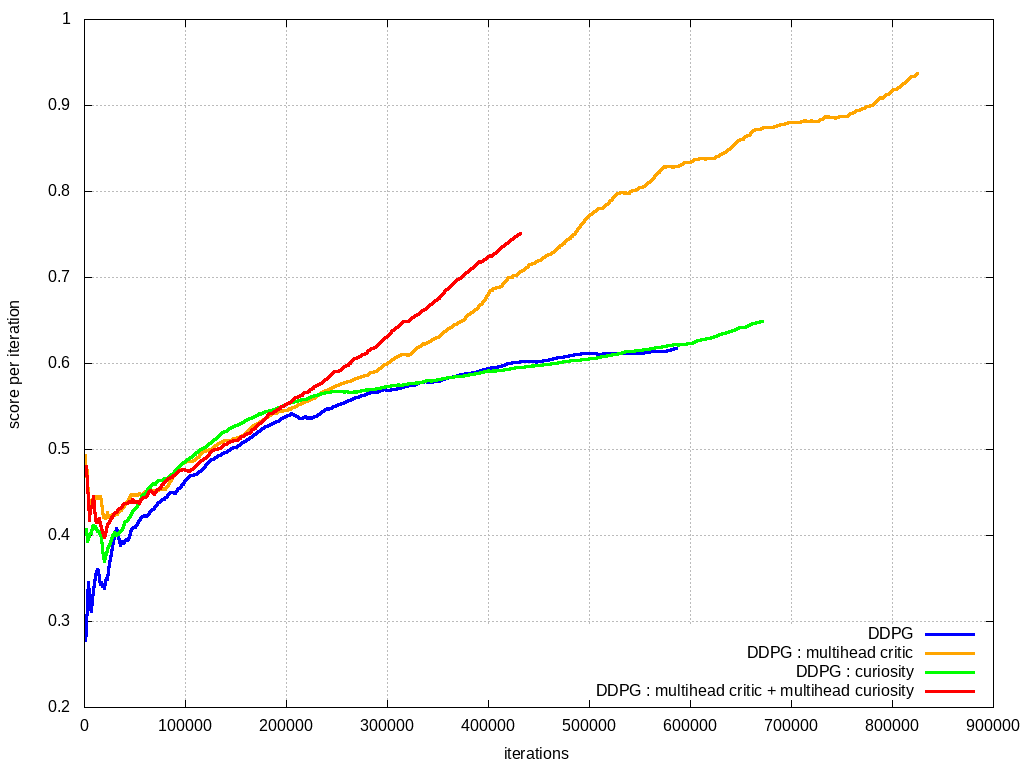 1
0.9
0.8
0.7
0.6
0.5
0.4
0.3
0.2
score per iteration
DDPG
DDPG : multihead critic
DDPG : curiosity
DDPG : multihead critic + multihead curiosity
0 100000 200000 300000 400000 500000 600000 700000 800000 900000
iterations